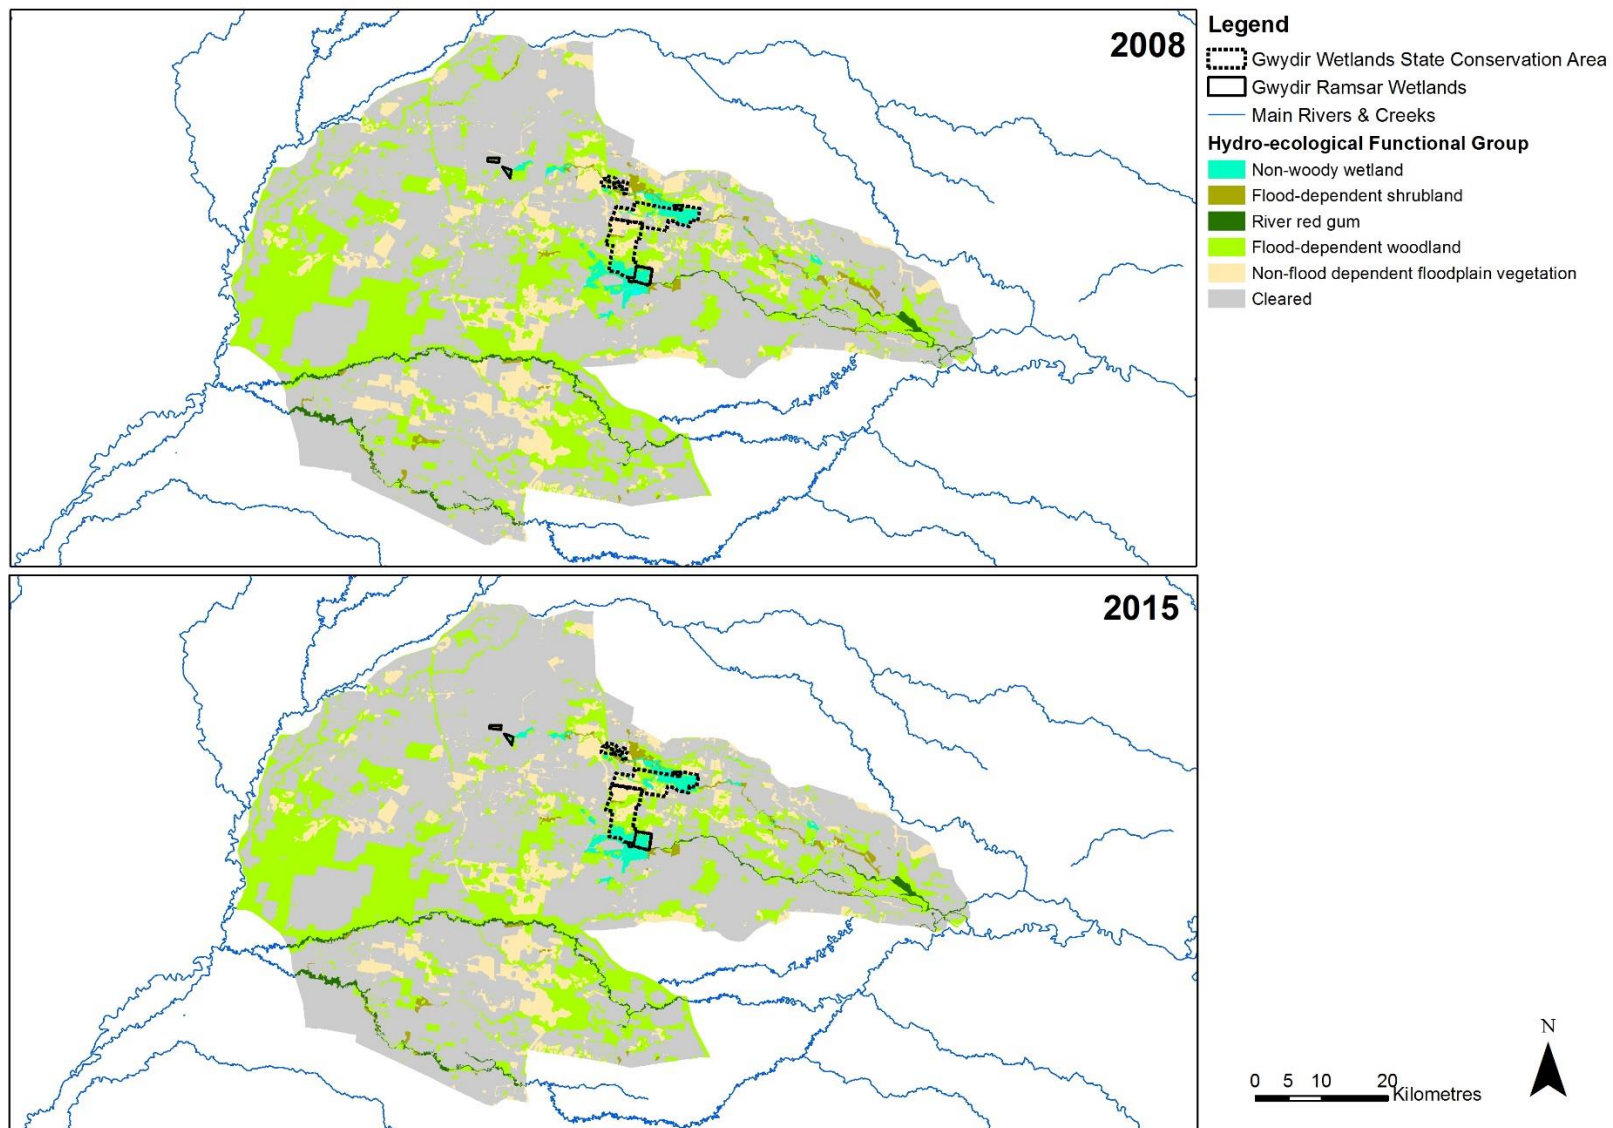 2008
Legend
Gwydir Wetlands State Conservation Area
Gwydir Ramsar Wetlands
Main Rivers & Creeks
Hydro-ecological Functional Group
Non-woody wetland
Flood-dependent shrubland
River red gum
Flood-dependent woodland
Non-flood dependent floodplain vegetation
Cleared
2015
N
0 5 10 20
Kilometres